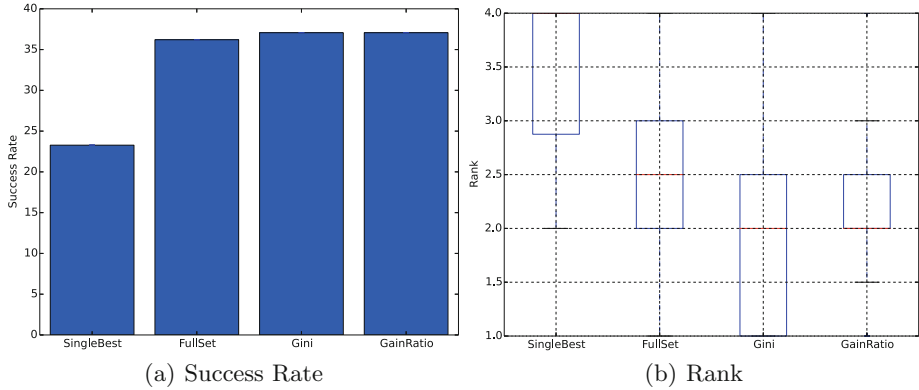 40
35
30
25
20
15
10
5
0
Success Rate
SingleBest FullSet Gini GainRatio
(a) Success Rate
4.0
3.5
3.0
2.5
2.0
1.5
1.0
Rank
SingleBest FullSet Gini GainRatio
(b) Rank